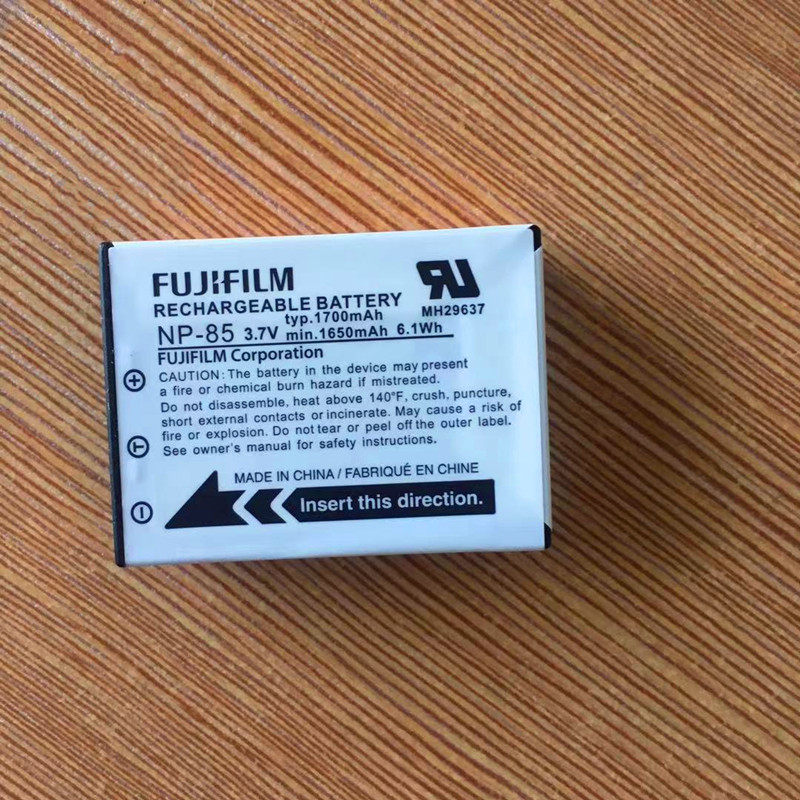 FUJIFILM
RECHARGEABLE BATTERY
MH29637
typ.1700mAh
NP-85 3.7V min.1650mAh 6.1Wh
FUJIFILM Corporation
CAUTION: The battery in the device may present
a fire or chemical burn hazard if mistreated.
Do not disassemble, heat above 140°F, crush, puncture,
short external contacts or incinerate. May cause a risk of
fire or explosion. Do not tear or peel off the outer label.
See owner's manual for safety instructions.
+
T
−
MADE IN CHINA / FABRIQUÉ EN CHINE
Insert this direction.